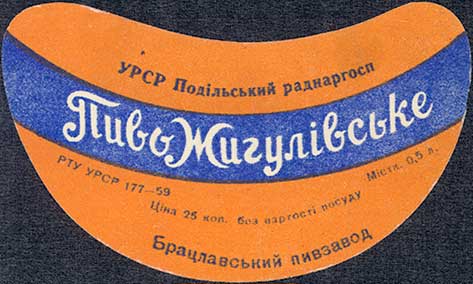 УРСР Подільський раднаргосп
Пиво Жигулівське
РТУ УРСР 177—59
Містк. 0,5 л.
Ціна 25 коп. без вартості посуду
Брацлавський пивзавод